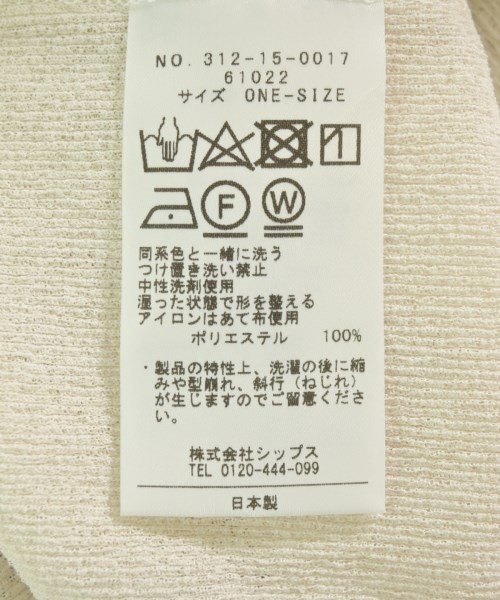 NO. 312-15-0017
61022
サイズ ONE-SIZE
F W
同系色と一緒に洗う
つけ置き洗い禁止
中性洗剤使用
湿った状態で形を整える
アイロンはあて布使用
ポリエステル 100%
・製品の特性上、洗濯の後に縮
みや型崩れ、斜行(ねじれ)
が生じますのでご留意くださ
い。
株式会社シップス
TEL 0120-444-099
日本製